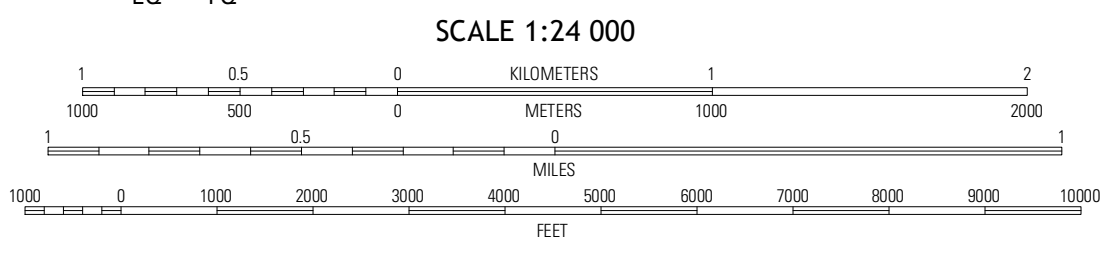 SCALE 1:24 000
1 0.5 0 KILOMETERS 1 2
1000 500 0 METERS 1000 2000
1 0.5 0 1
MILES
1000 0 1000 2000 3000 4000 5000 6000 7000 8000 9000 10000
FEET